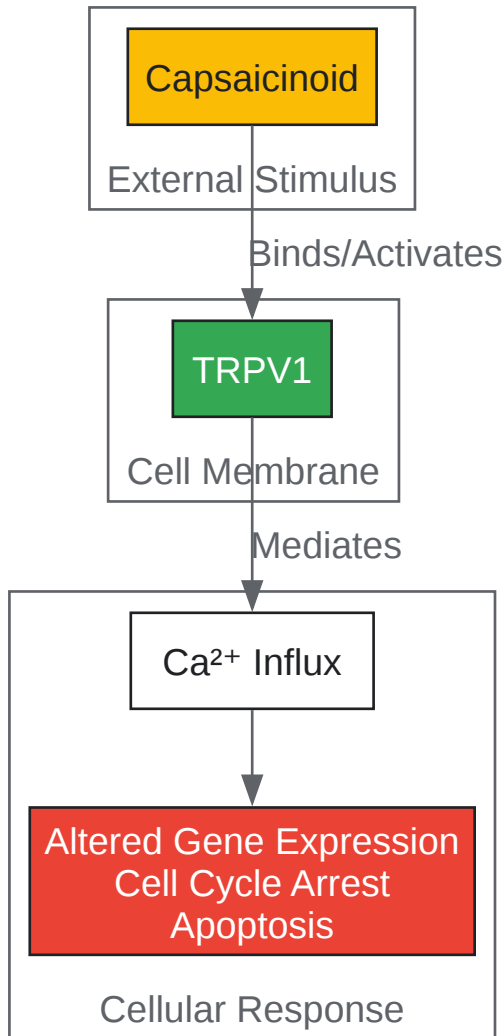 Capsaicinoid
External Stimulus
Binds/Activates
TRPV1
Cell Membrane
Mediates
Ca²⁺ Influx
Altered Gene Expression
Cell Cycle Arrest
Apoptosis
Cellular Response